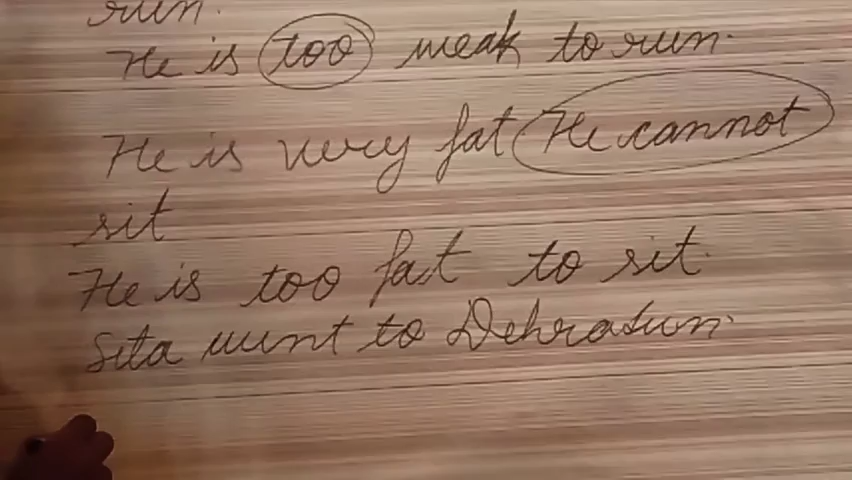 run.
He is too weak to run.
He is very fat He cannot
sit
He is too fat to sit.
Sita went to Dehradun.